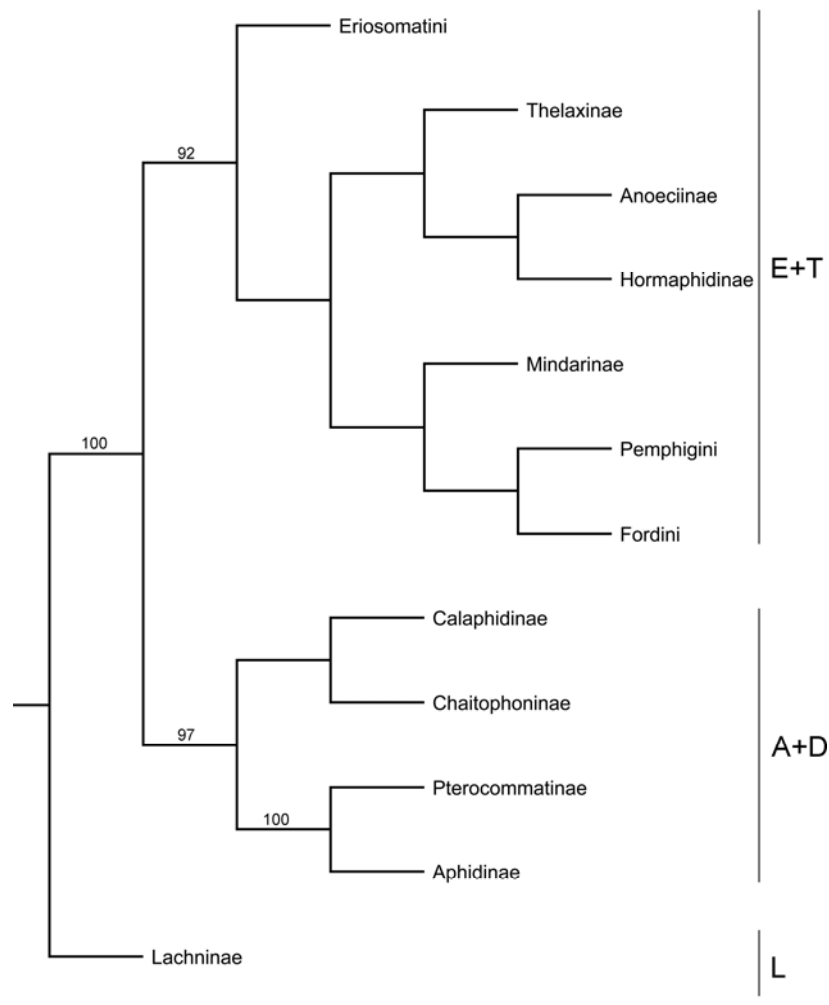 Eriosomatini
Thelaxinae
92
Anoeciinae
E+T
Hormaphidinae
Mindarinae
100
Pemphigini
Fordini
Calaphidinae
Chaitophoninae
97
A+D
Pterocommatinae
100
Aphidinae
Lachninae
L